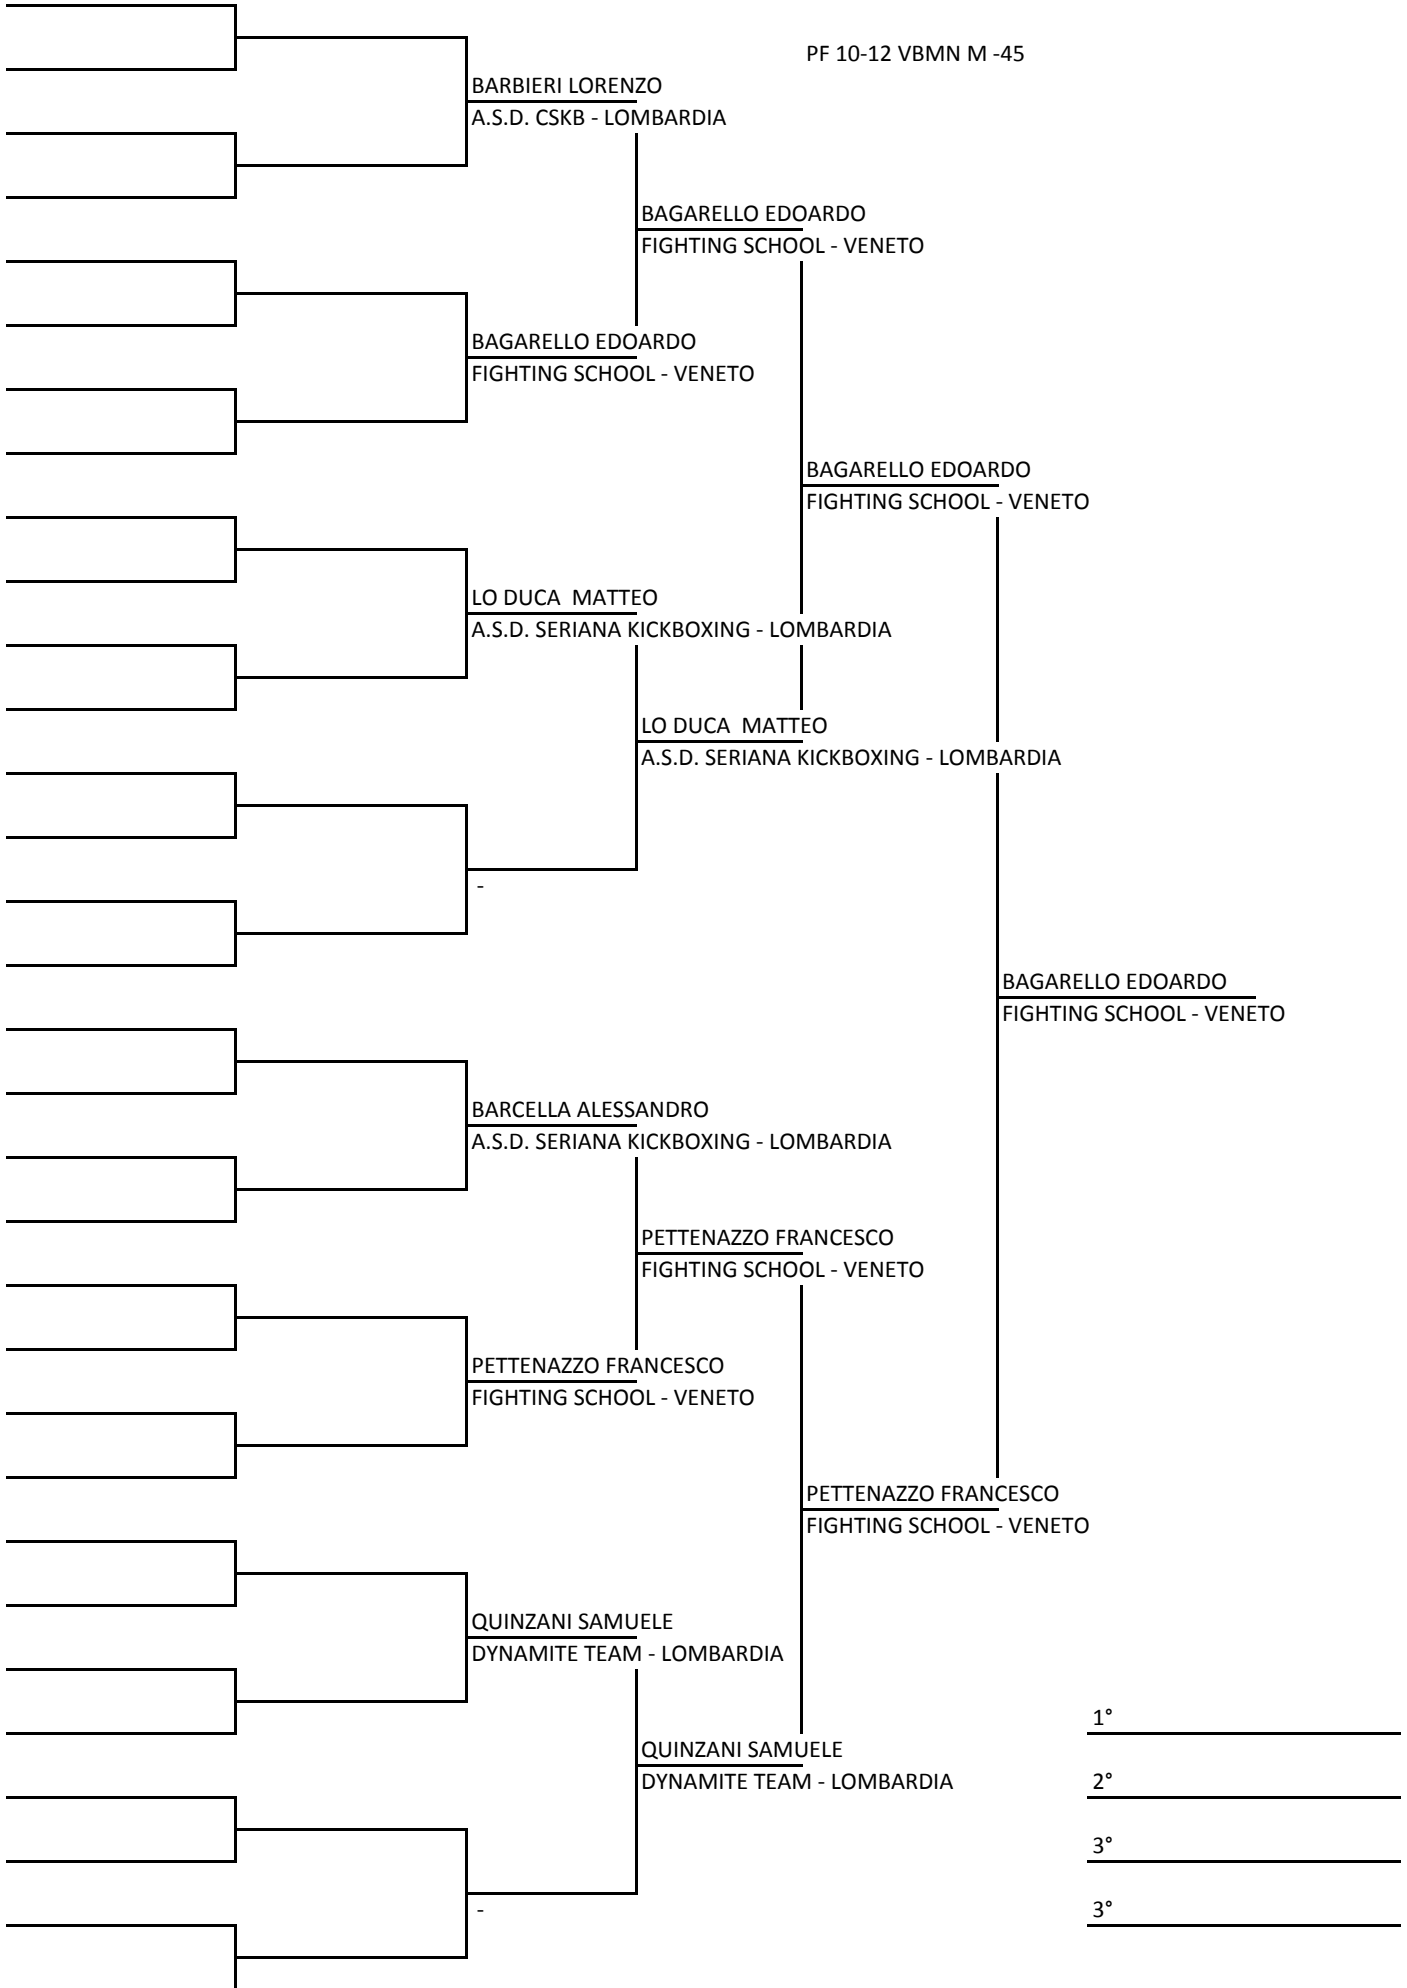 PF 10-12 VBMN M -45
BARBIERI LORENZO
A.S.D. CSKB - LOMBARDIA
BAGARELLO EDOARDO
FIGHTING SCHOOL - VENETO
BAGARELLO EDOARDO
FIGHTING SCHOOL - VENETO
BAGARELLO EDOARDO
FIGHTING SCHOOL - VENETO
LO DUCA  MATTEO
A.S.D. SERIANA KICKBOXING - LOMBARDIA
LO DUCA  MATTEO
A.S.D. SERIANA KICKBOXING - LOMBARDIA
-
BAGARELLO EDOARDO
FIGHTING SCHOOL - VENETO
BARCELLA ALESSANDRO
A.S.D. SERIANA KICKBOXING - LOMBARDIA
PETTENAZZO FRANCESCO
FIGHTING SCHOOL - VENETO
PETTENAZZO FRANCESCO
FIGHTING SCHOOL - VENETO
PETTENAZZO FRANCESCO
FIGHTING SCHOOL - VENETO
QUINZANI SAMUELE
DYNAMITE TEAM - LOMBARDIA
1°
QUINZANI SAMUELE
DYNAMITE TEAM - LOMBARDIA
2°
3°
-
3°